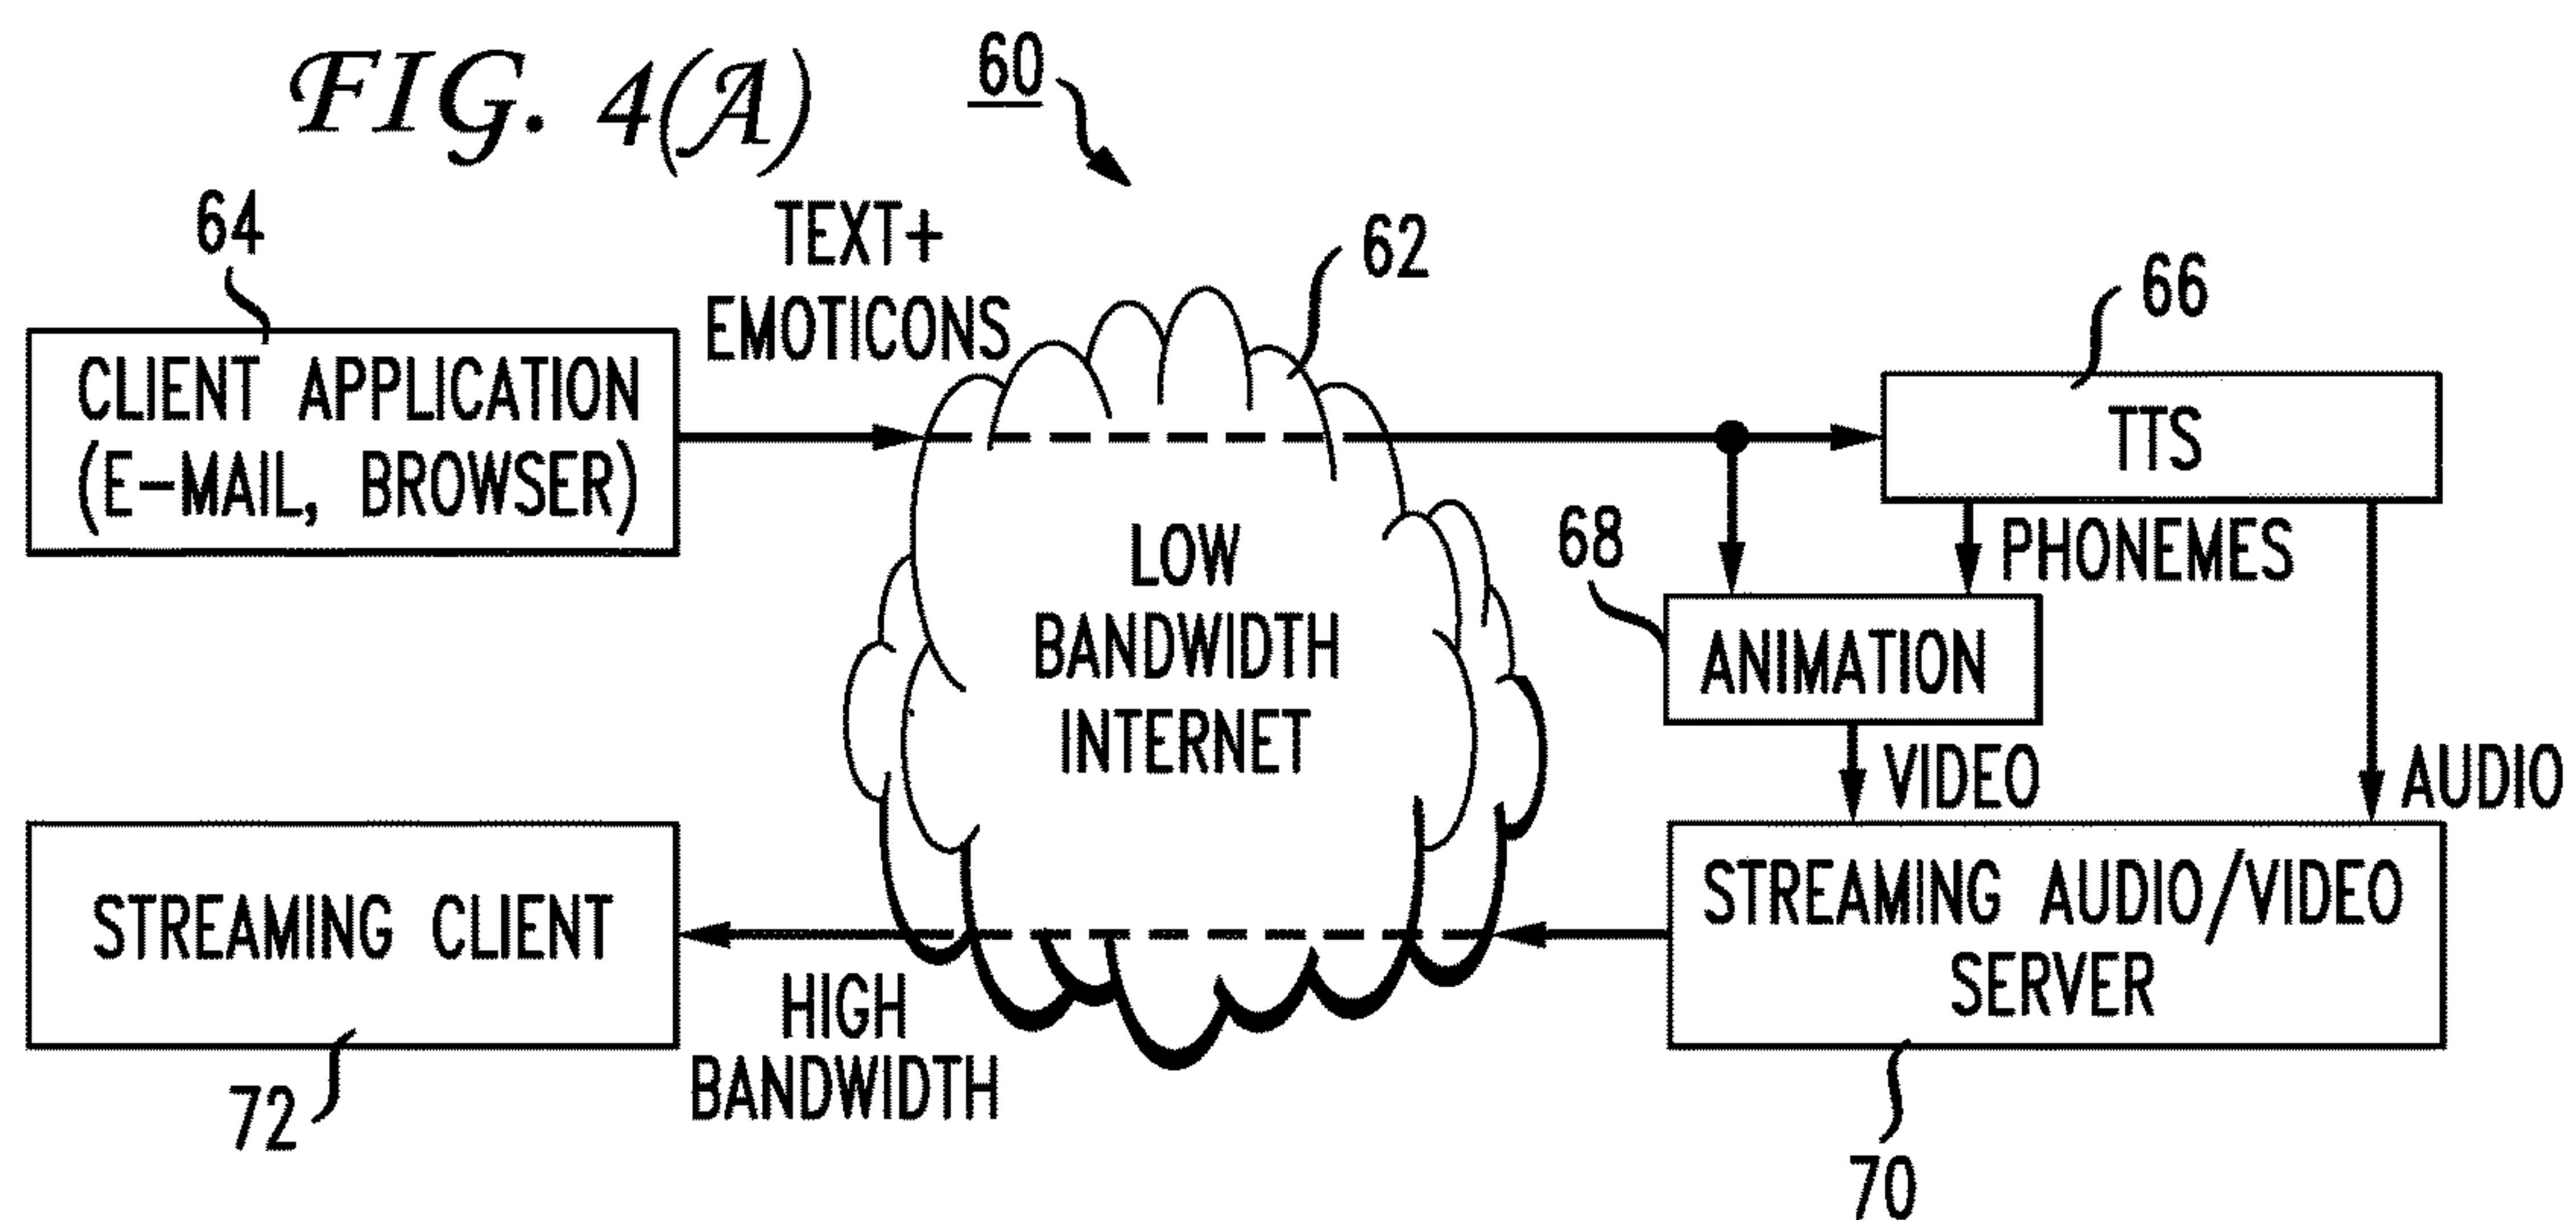 FIG. 4(A)
60
64
TEXT+
EMOTICONS
62
66
CLIENT APPLICATION
(E-MAIL, BROWSER)
TTS
PHONEMES
68
LOW
BANDWIDTH
INTERNET
ANIMATION
VIDEO
AUDIO
STREAMING CLIENT
STREAMING AUDIO/VIDEO
SERVER
HIGH
BANDWIDTH
72
70